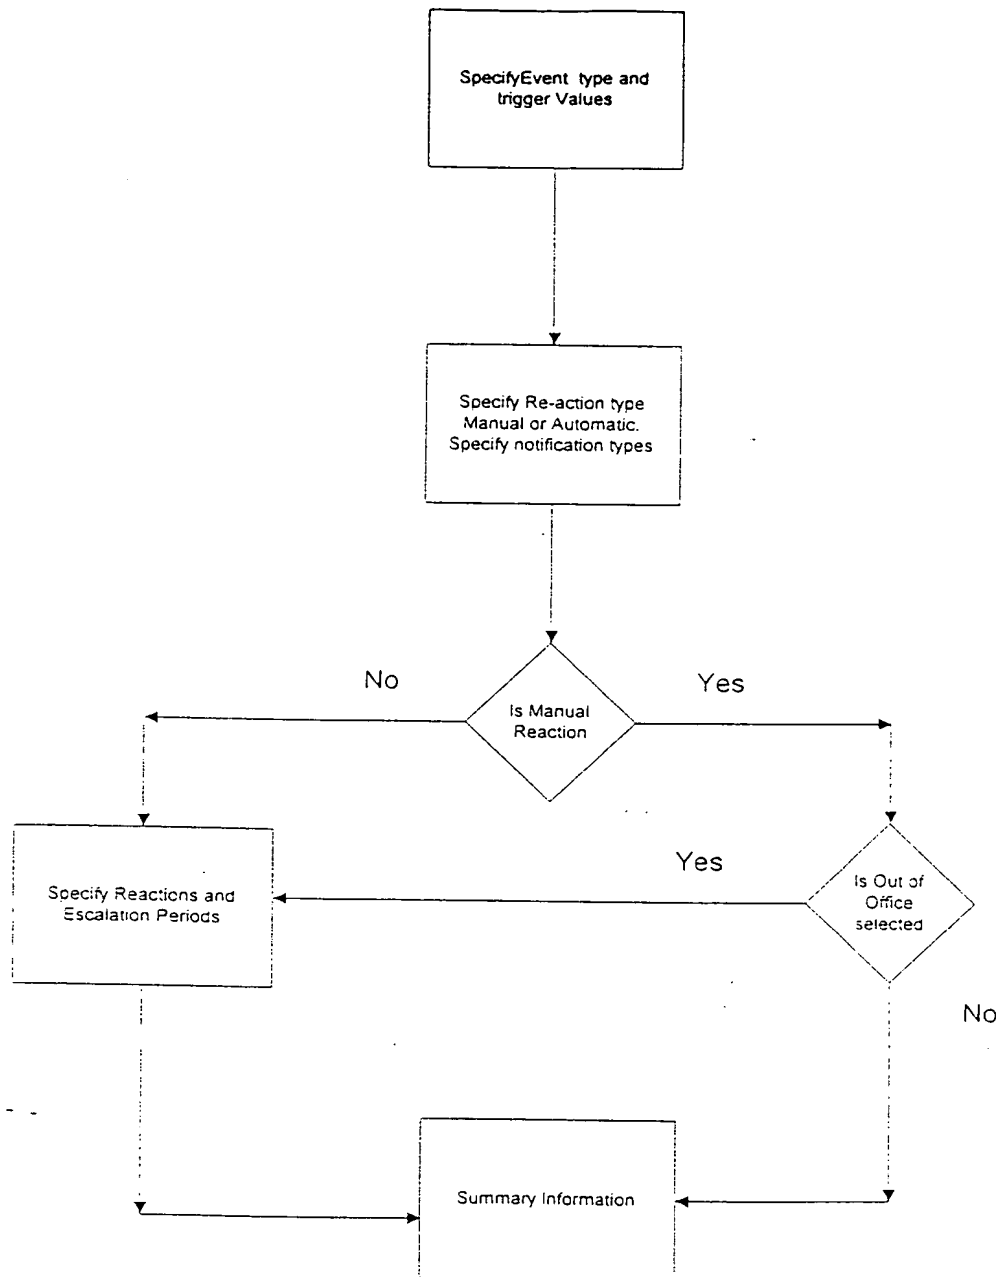 SpecifyEvent type and
trigger Values
Specify Re-action type
Manual or Automatic.
Specify notification types
No
Yes
Is Manual
Reaction
Yes
Specify Reactions and
Escalation Periods
Is Out of
Office
selected
No
Summary Information